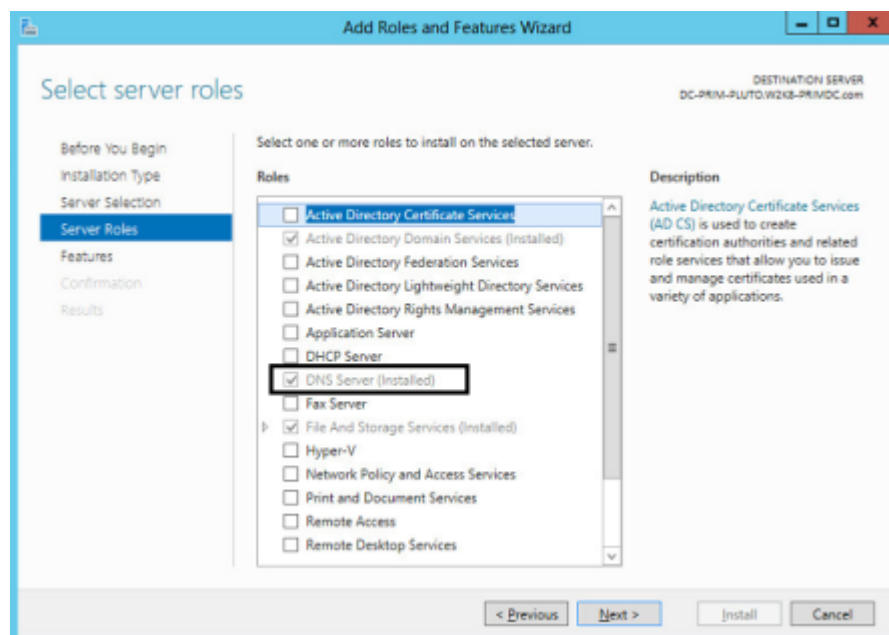 Add Roles and Features Wizard
Select server roles
DESTINATION SERVER
DC-PRIM-PLUTO.W2K8-PRIMDC.com
Before You Begin
Installation Type
Server Selection
Server Roles
Features
Confirmation
Results
Select one or more roles to install on the selected server.
Roles
Active Directory Certificate Services
Active Directory Domain Services (Installed)
Active Directory Federation Services
Active Directory Lightweight Directory Services
Active Directory Rights Management Services
Application Server
DHCP Server
DNS Server (Installed)
Fax Server
File And Storage Services (Installed)
Hyper-V
Network Policy and Access Services
Print and Document Services
Remote Access
Remote Desktop Services
Description
Active Directory Certificate Services
(AD CS) is used to create
certification authorities and related
role services that allow you to issue
and manage certificates used in a
variety of applications.
< Previous
Next >
Install
Cancel